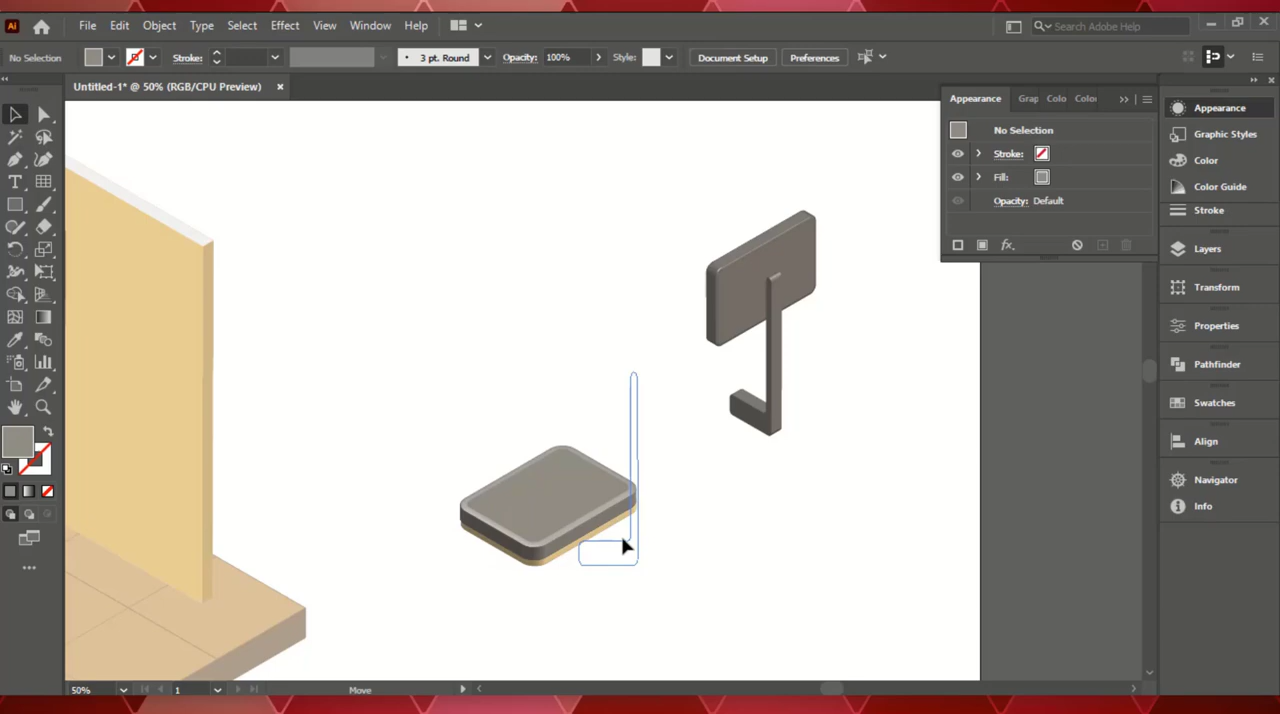 Ai File Edit Object Type Select Effect View Window Help Search Adobe Help
No Selection Stroke: 3 pt. Round Opacity: 100% Style: Document Setup Preferences
Untitled-1* @ 50% (RGB/CPU Preview) ×
Appearance Grap Colo Color
No Selection
Stroke:
Fill:
Opacity: Default
fx.
Appearance
Graphic Styles
Color
Color Guide
Stroke
Layers
Transform
Properties
Pathfinder
Swatches
Align
Navigator
Info
50% 1 Move